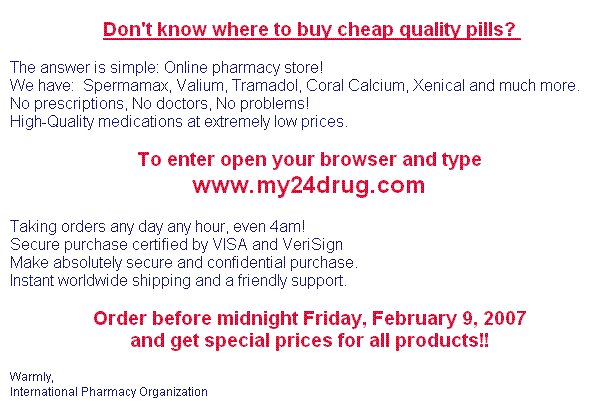 Don't know where to buy cheap quality pills?
The answer is simple: Online pharmacy store!
We have: Spermamax, Valium, Tramadol, Coral Calcium, Xenical and much more.
No prescriptions, No doctors, No problems!
High-Quality medications at extremely low prices.
To enter open your browser and type
www.my24drug.com
Taking orders any day any hour, even 4am!
Secure purchase certified by VISA and VeriSign
Make absolutely secure and confidential purchase.
Instant worldwide shipping and a friendly support.
Order before midnight Friday, February 9, 2007
and get special prices for all products!!
Warmly,
International Pharmacy Organization